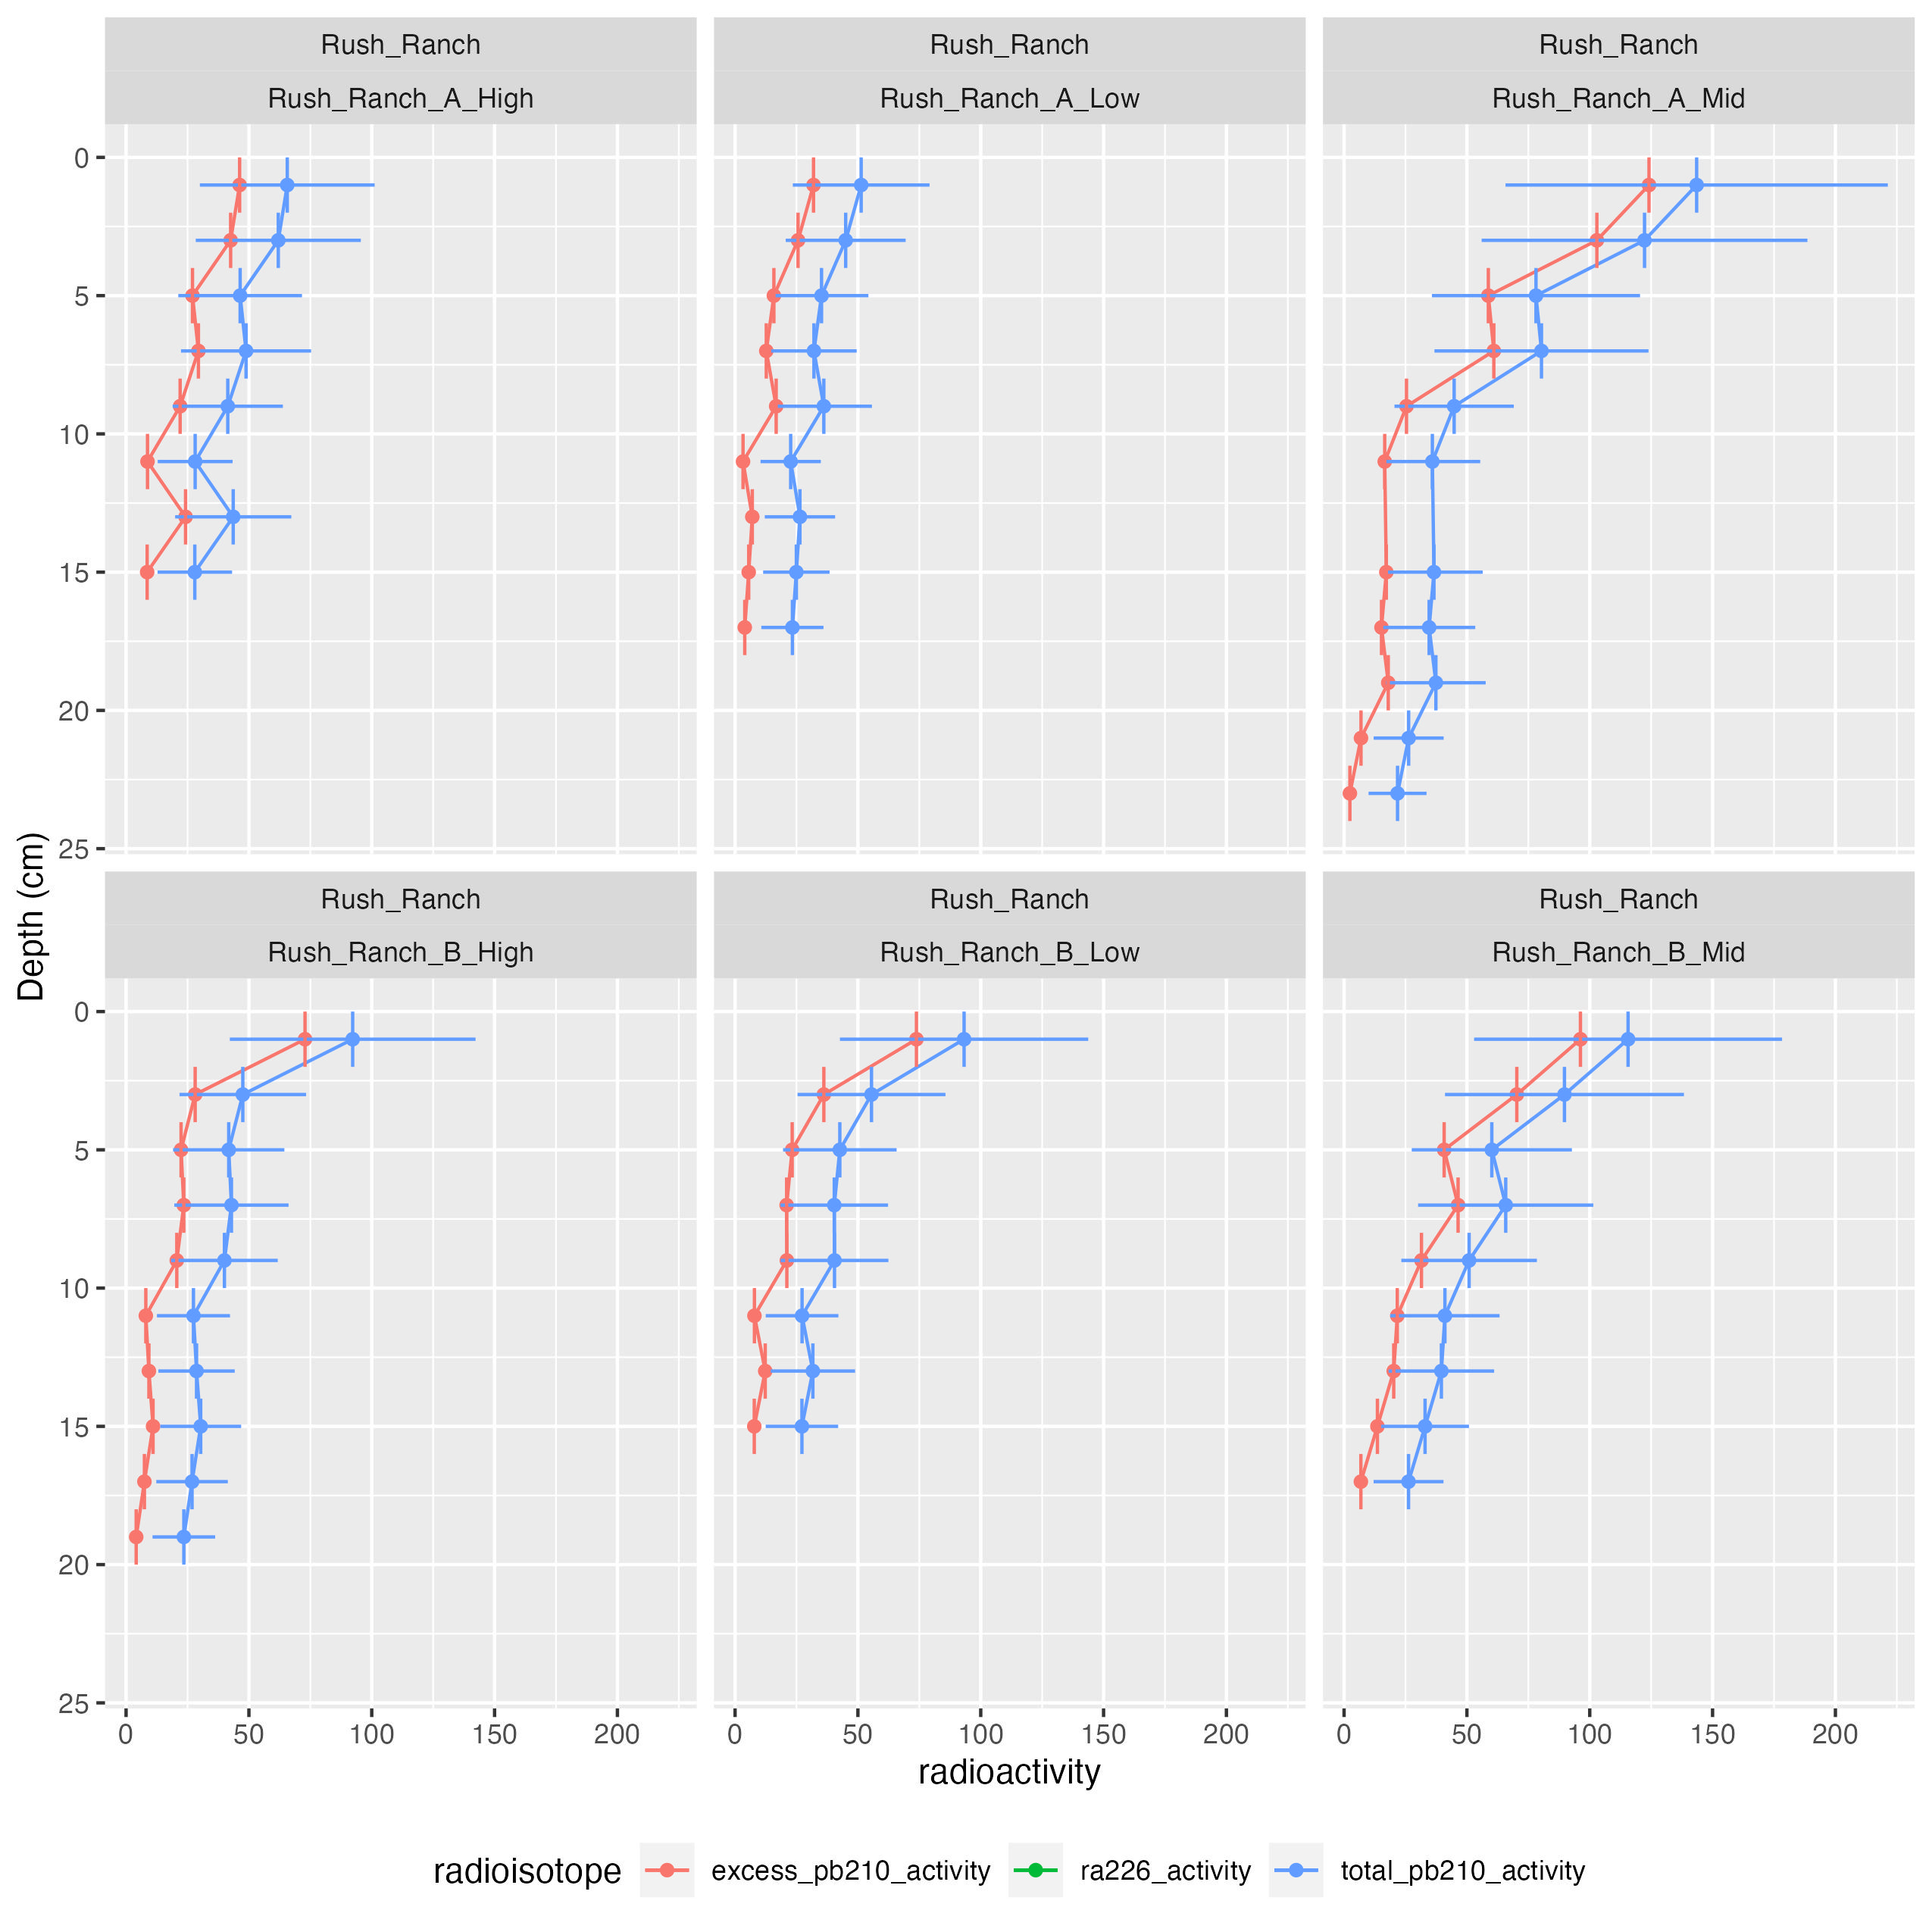 Rush_Ranch Rush_Ranch Rush_Ranch
Rush_Ranch_A_High Rush_Ranch_A_Low Rush_Ranch_A_Mid
0
5
10
15
20
25
Depth (cm)
Rush_Ranch Rush_Ranch Rush_Ranch
Rush_Ranch_B_High Rush_Ranch_B_Low Rush_Ranch_B_Mid
0
5
10
15
20
25
0 50 100 150 200 0 50 100 150 200 0 50 100 150 200
radioactivity
radioisotope excess_pb210_activity ra226_activity total_pb210_activity